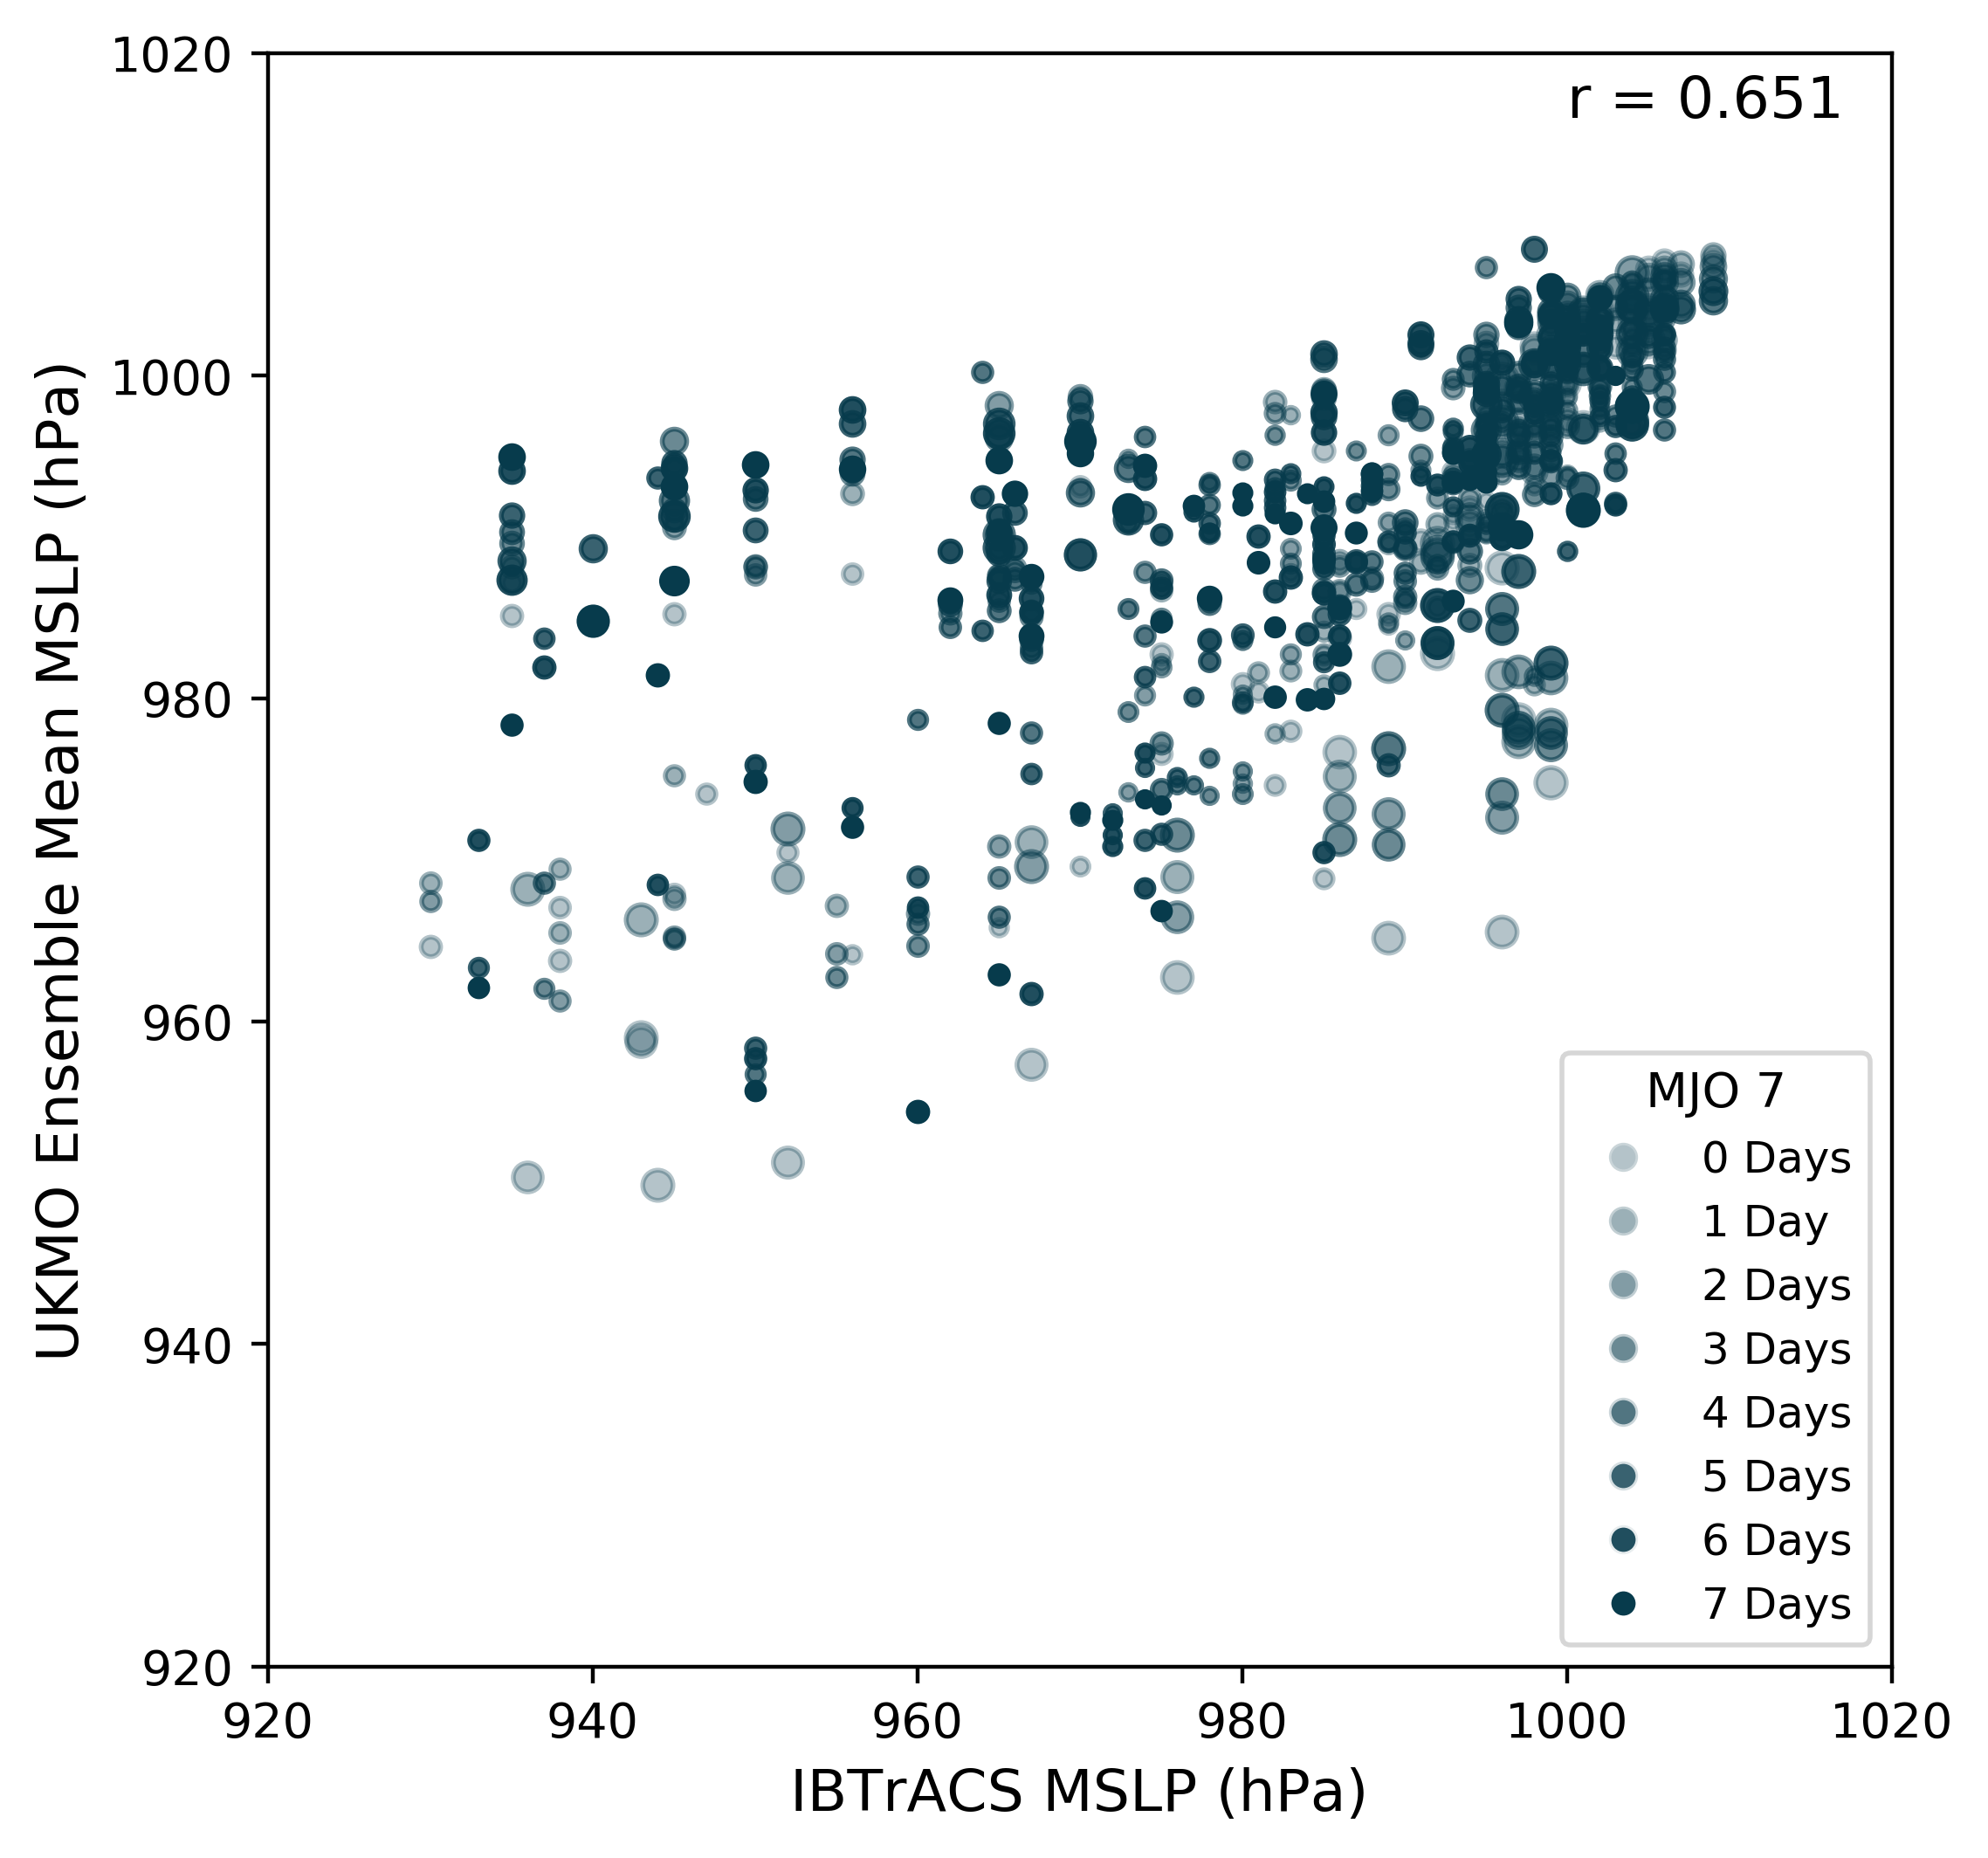 r = 0.651
UKMO Ensemble Mean MSLP (hPa)
1020
1000
980
960
940
920
920 940 960 980 1000 1020
IBTrACS MSLP (hPa)
MJO 7
0 Days
1 Day
2 Days
3 Days
4 Days
5 Days
6 Days
7 Days